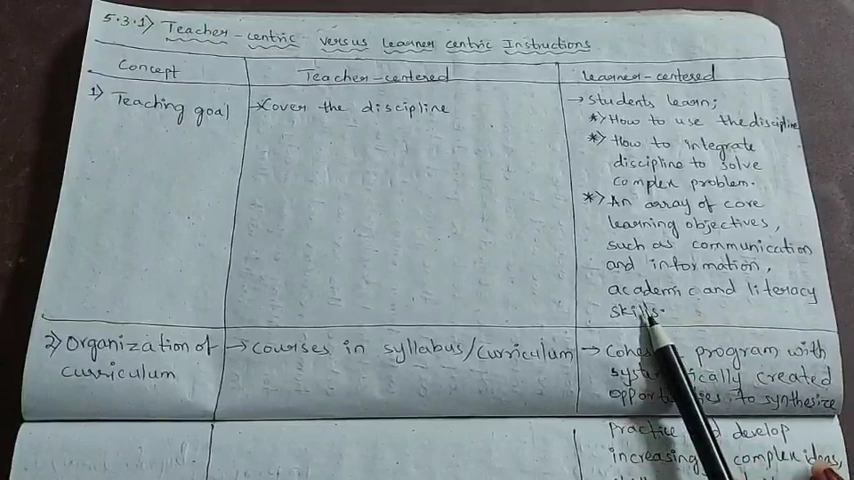 5.3.1) Teacher-centric versus learner centric Instructions
Concept
Teacher-centered
learner-centered
1) Teaching goal
→ Cover the discipline
→ Students learn;
*) How to use the discipline
*) How to integrate
discipline to solve
complex problem.
*) An array of core
learning objectives,
such as communication
and information,
academic and literacy
skills.
2) Organization of
curriculum
→ courses in syllabus/curriculum
→ program with
created
to synthesize
practice develop
complex ideas,